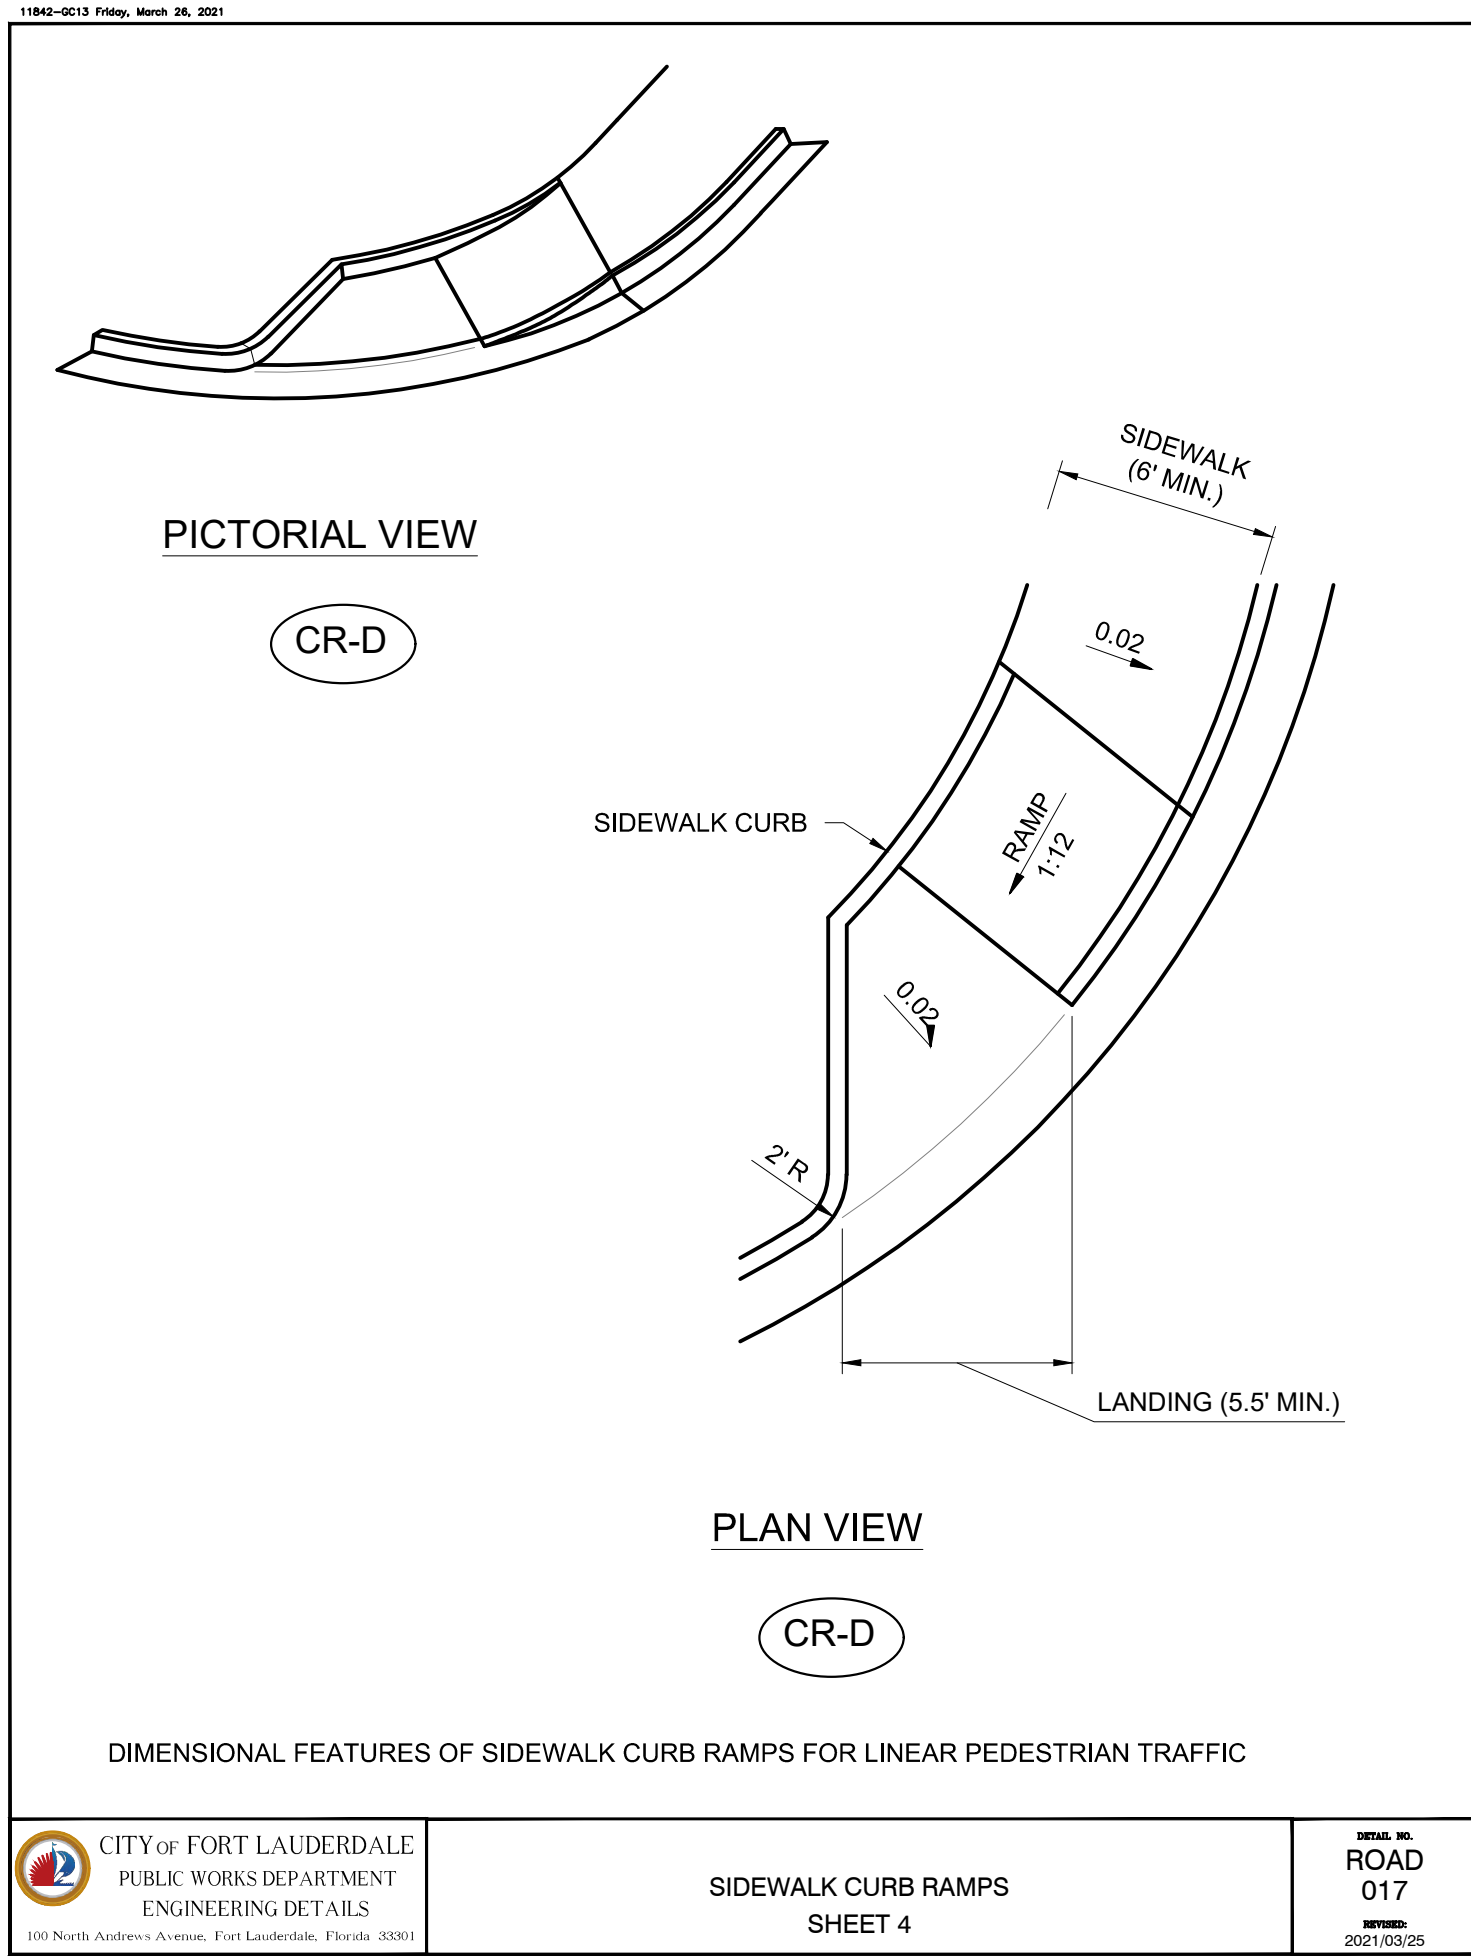 11842-GC13 Friday, March 26, 2021
SIDEWALK
(6' MIN.)
PICTORIAL VIEW
CR-D
0.02
SIDEWALK CURB
RAMP
1:12
0.02
2' R
LANDING (5.5' MIN.)
PLAN VIEW
CR-D
DIMENSIONAL FEATURES OF SIDEWALK CURB RAMPS FOR LINEAR PEDESTRIAN TRAFFIC
CITY OF FORT LAUDERDALE
PUBLIC WORKS DEPARTMENT
ENGINEERING DETAILS
100 North Andrews Avenue, Fort Lauderdale, Florida 33301
SIDEWALK CURB RAMPS
SHEET 4
DETAIL NO.
ROAD
017
REVISED:
2021/03/25